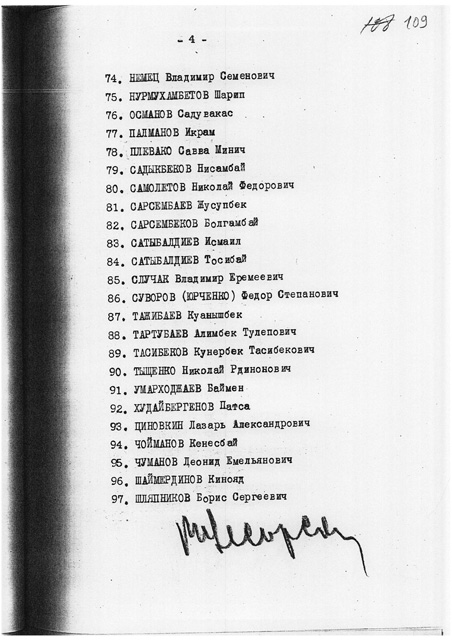 109
- 4 -
74. НЕМЕЦ Владимир Семенович
75. НУРМУХАМБЕТОВ Шарип
76. ОСМАНОВ Садувакас
77. ПАЛМАНОВ Икрам
78. ПЛЕВАКО Савва Минич
79. САДЫКБЕКОВ Нисамбай
80. САМОЛЕТОВ Николай Федорович
81. САРСЕМБАЕВ Жусупбек
82. САРСЕМБЕКОВ Болгамбай
83. САТЫБАЛДИЕВ Исмаил
84. САТЫБАЛДИЕВ Тосибай
85. СЛУЧАК Владимир Еремеевич
86. СУВОРОВ (ЮРЧЕНКО) Федор Степанович
87. ТАЖИБАЕВ Куанышбек
88. ТАРТУБАЕВ Алимбек Тулепович
89. ТАСИБЕКОВ Кунербек Тасибекович
90. ТЫЩЕНКО Николай Рдинонович
91. УМАРХОДЖАЕВ Баймен
92. ХУДАЙБЕРГЕНОВ Патса
93. ЦИНОВКИН Лазарь Александрович
94. ЧОЙМАНОВ Кенесбай
95. ЧУМАНОВ Леонид Емельянович
96. ШАЙМЕРДИНОВ Кинояд
97. ШЛЯПНИКОВ Борис Сергеевич